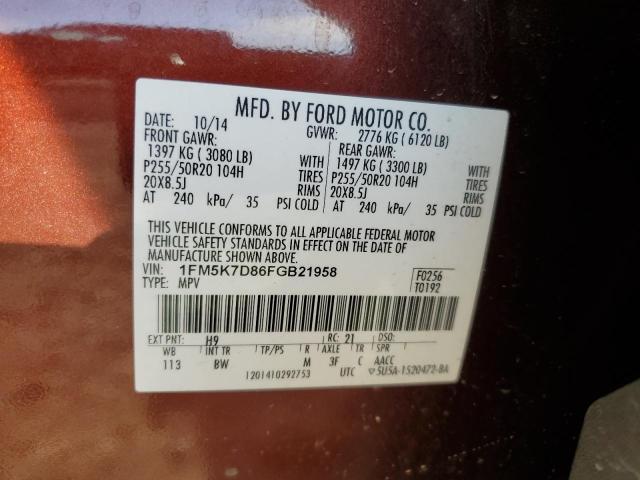 MFD. BY FORD MOTOR CO.
DATE: 10/14 GVWR: 2776 KG ( 6120 LB)
FRONT GAWR: REAR GAWR:
1397 KG ( 3080 LB) WITH 1497 KG ( 3300 LB) WITH
P255/50R20 104H TIRES P255/50R20 104H TIRES
20X8.5J RIMS 20X8.5J RIMS
AT 240 kPa/ 35 PSI COLD AT 240 kPa/ 35 PSI COLD
THIS VEHICLE CONFORMS TO ALL APPLICABLE FEDERAL MOTOR
VEHICLE SAFETY STANDARDS IN EFFECT ON THE DATE OF
MANUFACTURE SHOWN ABOVE.
VIN: 1FM5K7D86FGB21958 F0256
TYPE: MPV T0192
EXT PNT: H9 RC: 21 DSO:
WB INT TR TP/PS R AXLE TR SPR
113 BW M 3F C AACC
1201410292753 UTC 5U5A-1520472-BA